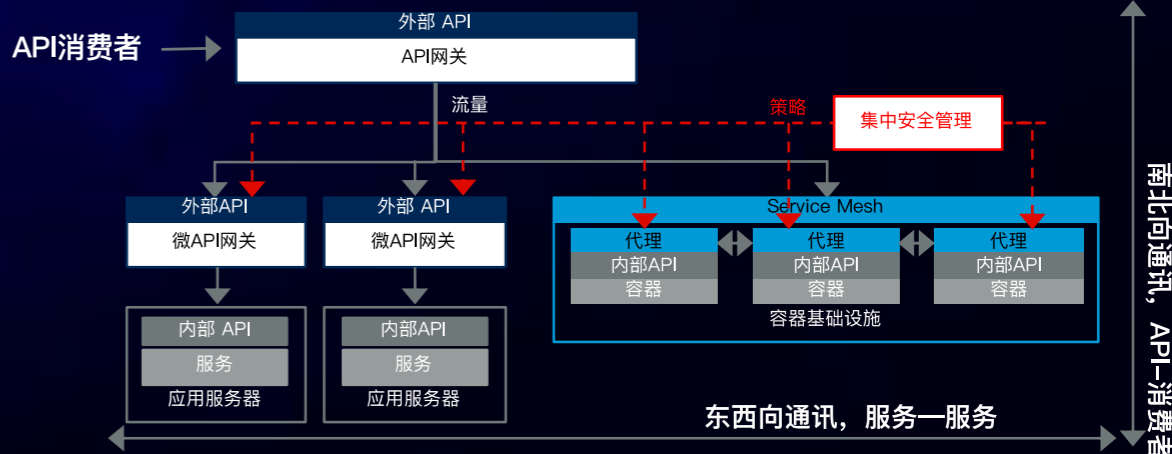 外部 API
API消费者
API网关
流量
策略
集中安全管理
外部API
微API网关
外部 API
微API网关
Service Mesh
代理
内部API
容器
代理
内部API
容器
代理
内部API
容器
容器基础设施
内部 API
服务
应用服务器
内部API
服务
应用服务器
东西向通讯，服务—服务
南北向通讯，API—消费者